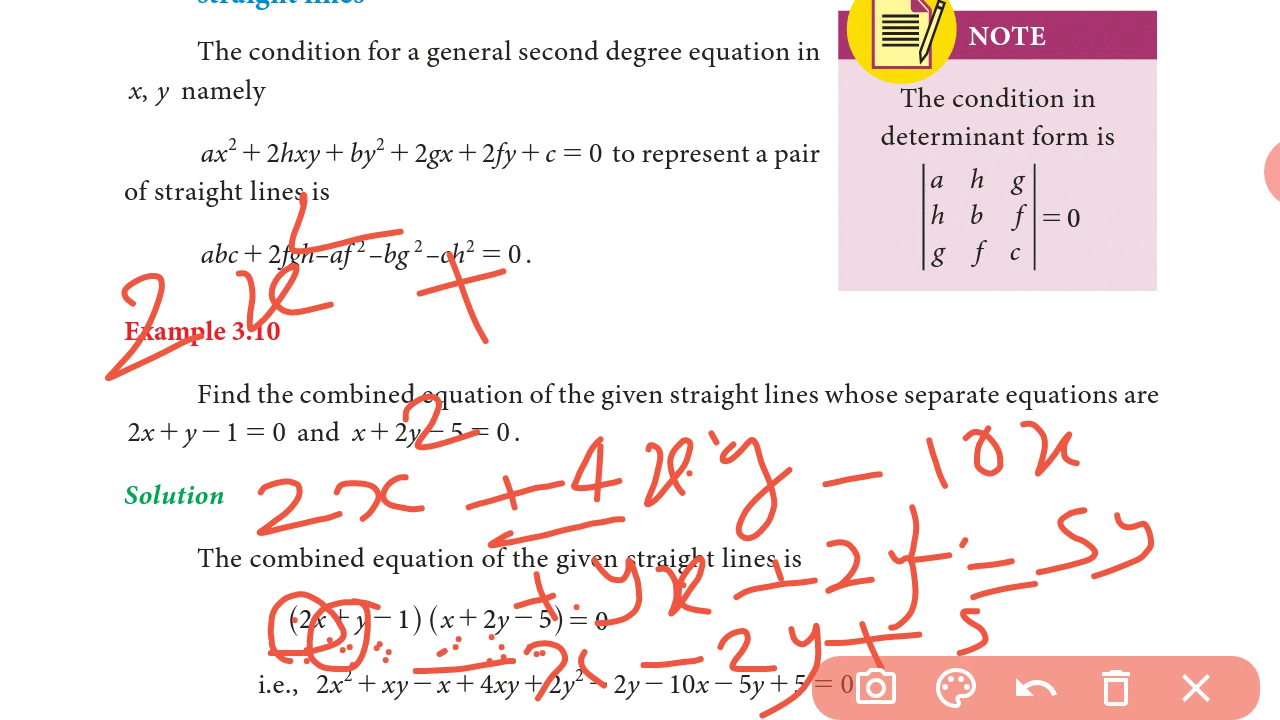 straight lines
The condition for a general second degree equation in
x, y namely
ax² + 2hxy + by² + 2gx + 2fy + c = 0 to represent a pair
of straight lines is
abc + 2fgh – af² – bg² – ch² = 0.
NOTE
The condition in
determinant form is
|a h g|
|h b f| = 0
|g f c|
2x² +
Example 3.10
Find the combined equation of the given straight lines whose separate equations are
2x + y − 1 = 0 and x + 2y − 5 = 0.
Solution
2x² + 4xy − 10x
The combined equation of the given straight lines is
+ yx + 2y² − 5y
(2x + y − 1)(x + 2y − 5) = 0
x − 2y + 5
i.e., 2x² + xy − x + 4xy + 2y² − 2y − 10x − 5y + 5 = 0